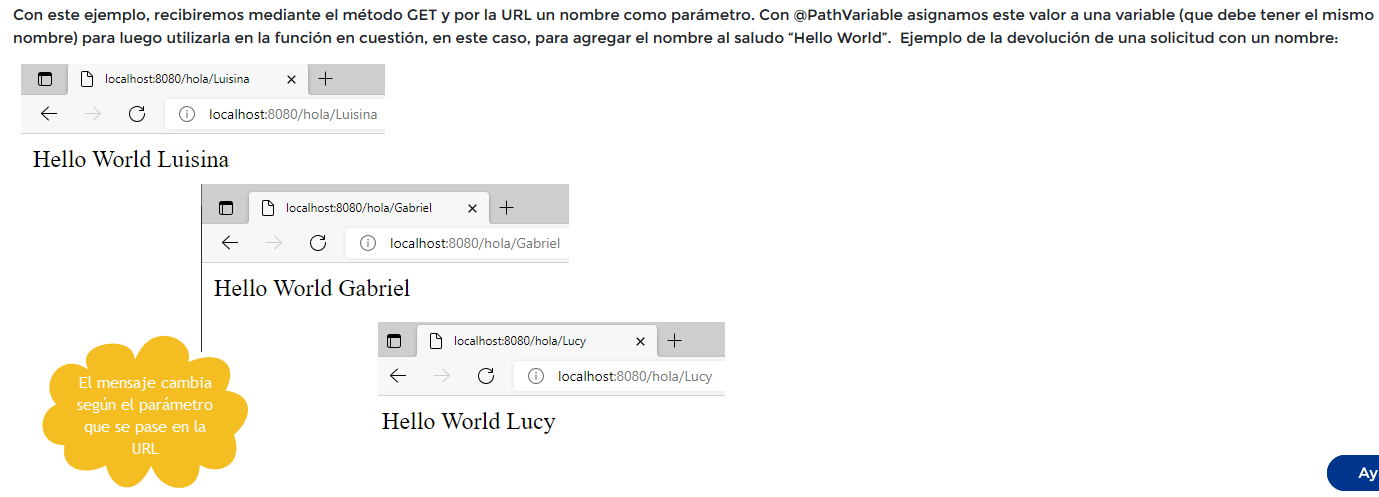 Con este ejemplo, recibiremos mediante el método GET y por la URL un nombre como parámetro. Con @PathVariable asignamos este valor a una variable (que debe tener el mismo
nombre) para luego utilizarla en la función en cuestión, en este caso, para agregar el nombre al saludo “Hello World”. Ejemplo de la devolución de una solicitud con un nombre:
localhost:8080/hola/Luisina
localhost:8080/hola/Luisina
Hello World Luisina
localhost:8080/hola/Gabriel
localhost:8080/hola/Gabriel
Hello World Gabriel
localhost:8080/hola/Lucy
localhost:8080/hola/Lucy
Hello World Lucy
El mensaje cambia
según el parámetro
que se pase en la
URL
Ay